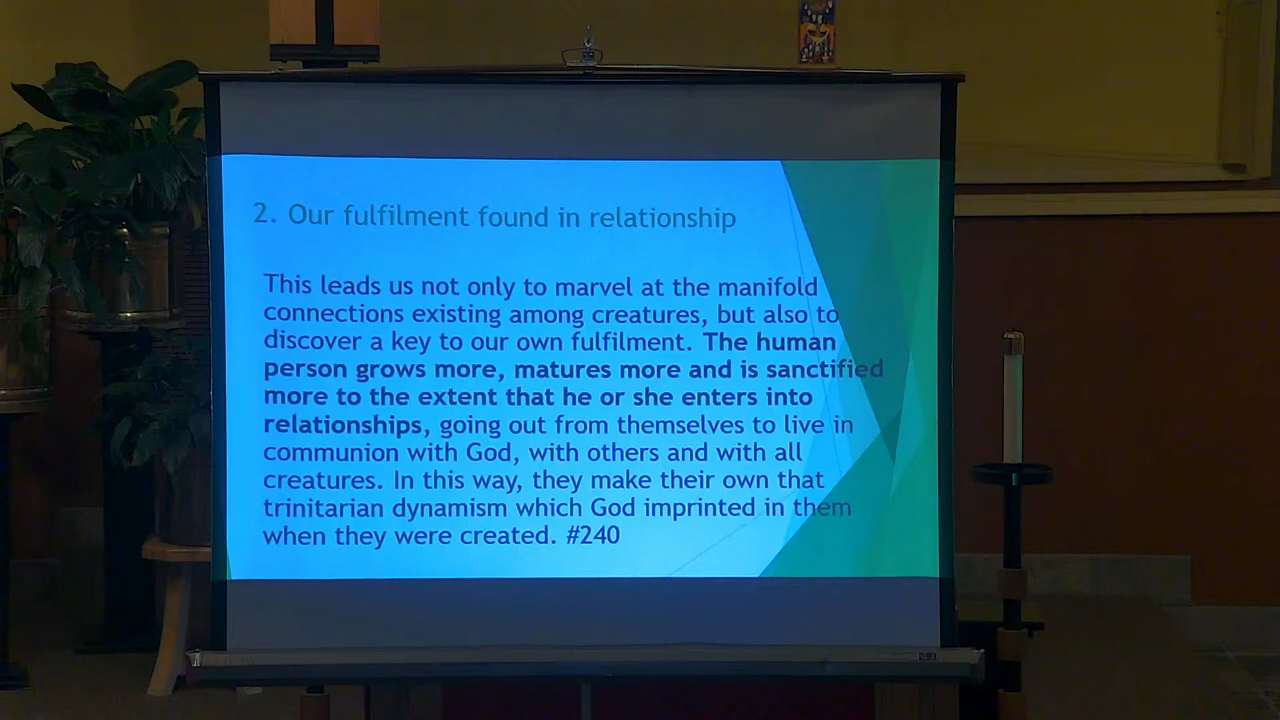 2. Our fulfilment found in relationship
This leads us not only to marvel at the manifold
connections existing among creatures, but also to
discover a key to our own fulfilment. The human
person grows more, matures more and is sanctified
more to the extent that he or she enters into
relationships, going out from themselves to live in
communion with God, with others and with all
creatures. In this way, they make their own that
trinitarian dynamism which God imprinted in them
when they were created. #240